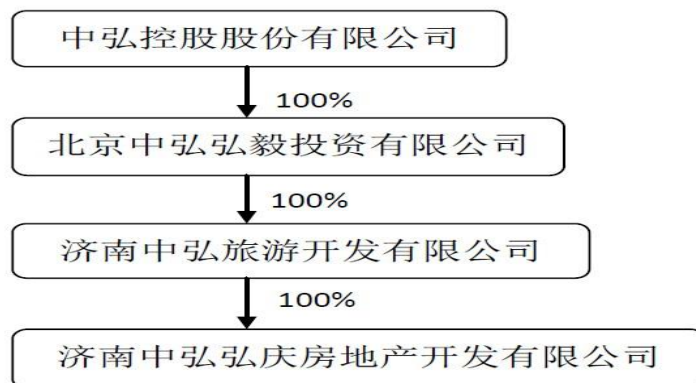 中弘控股股份有限公司
100%
北京中弘弘毅投资有限公司
100%
济南中弘旅游开发有限公司
100%
济南中弘弘庆房地产开发有限公司